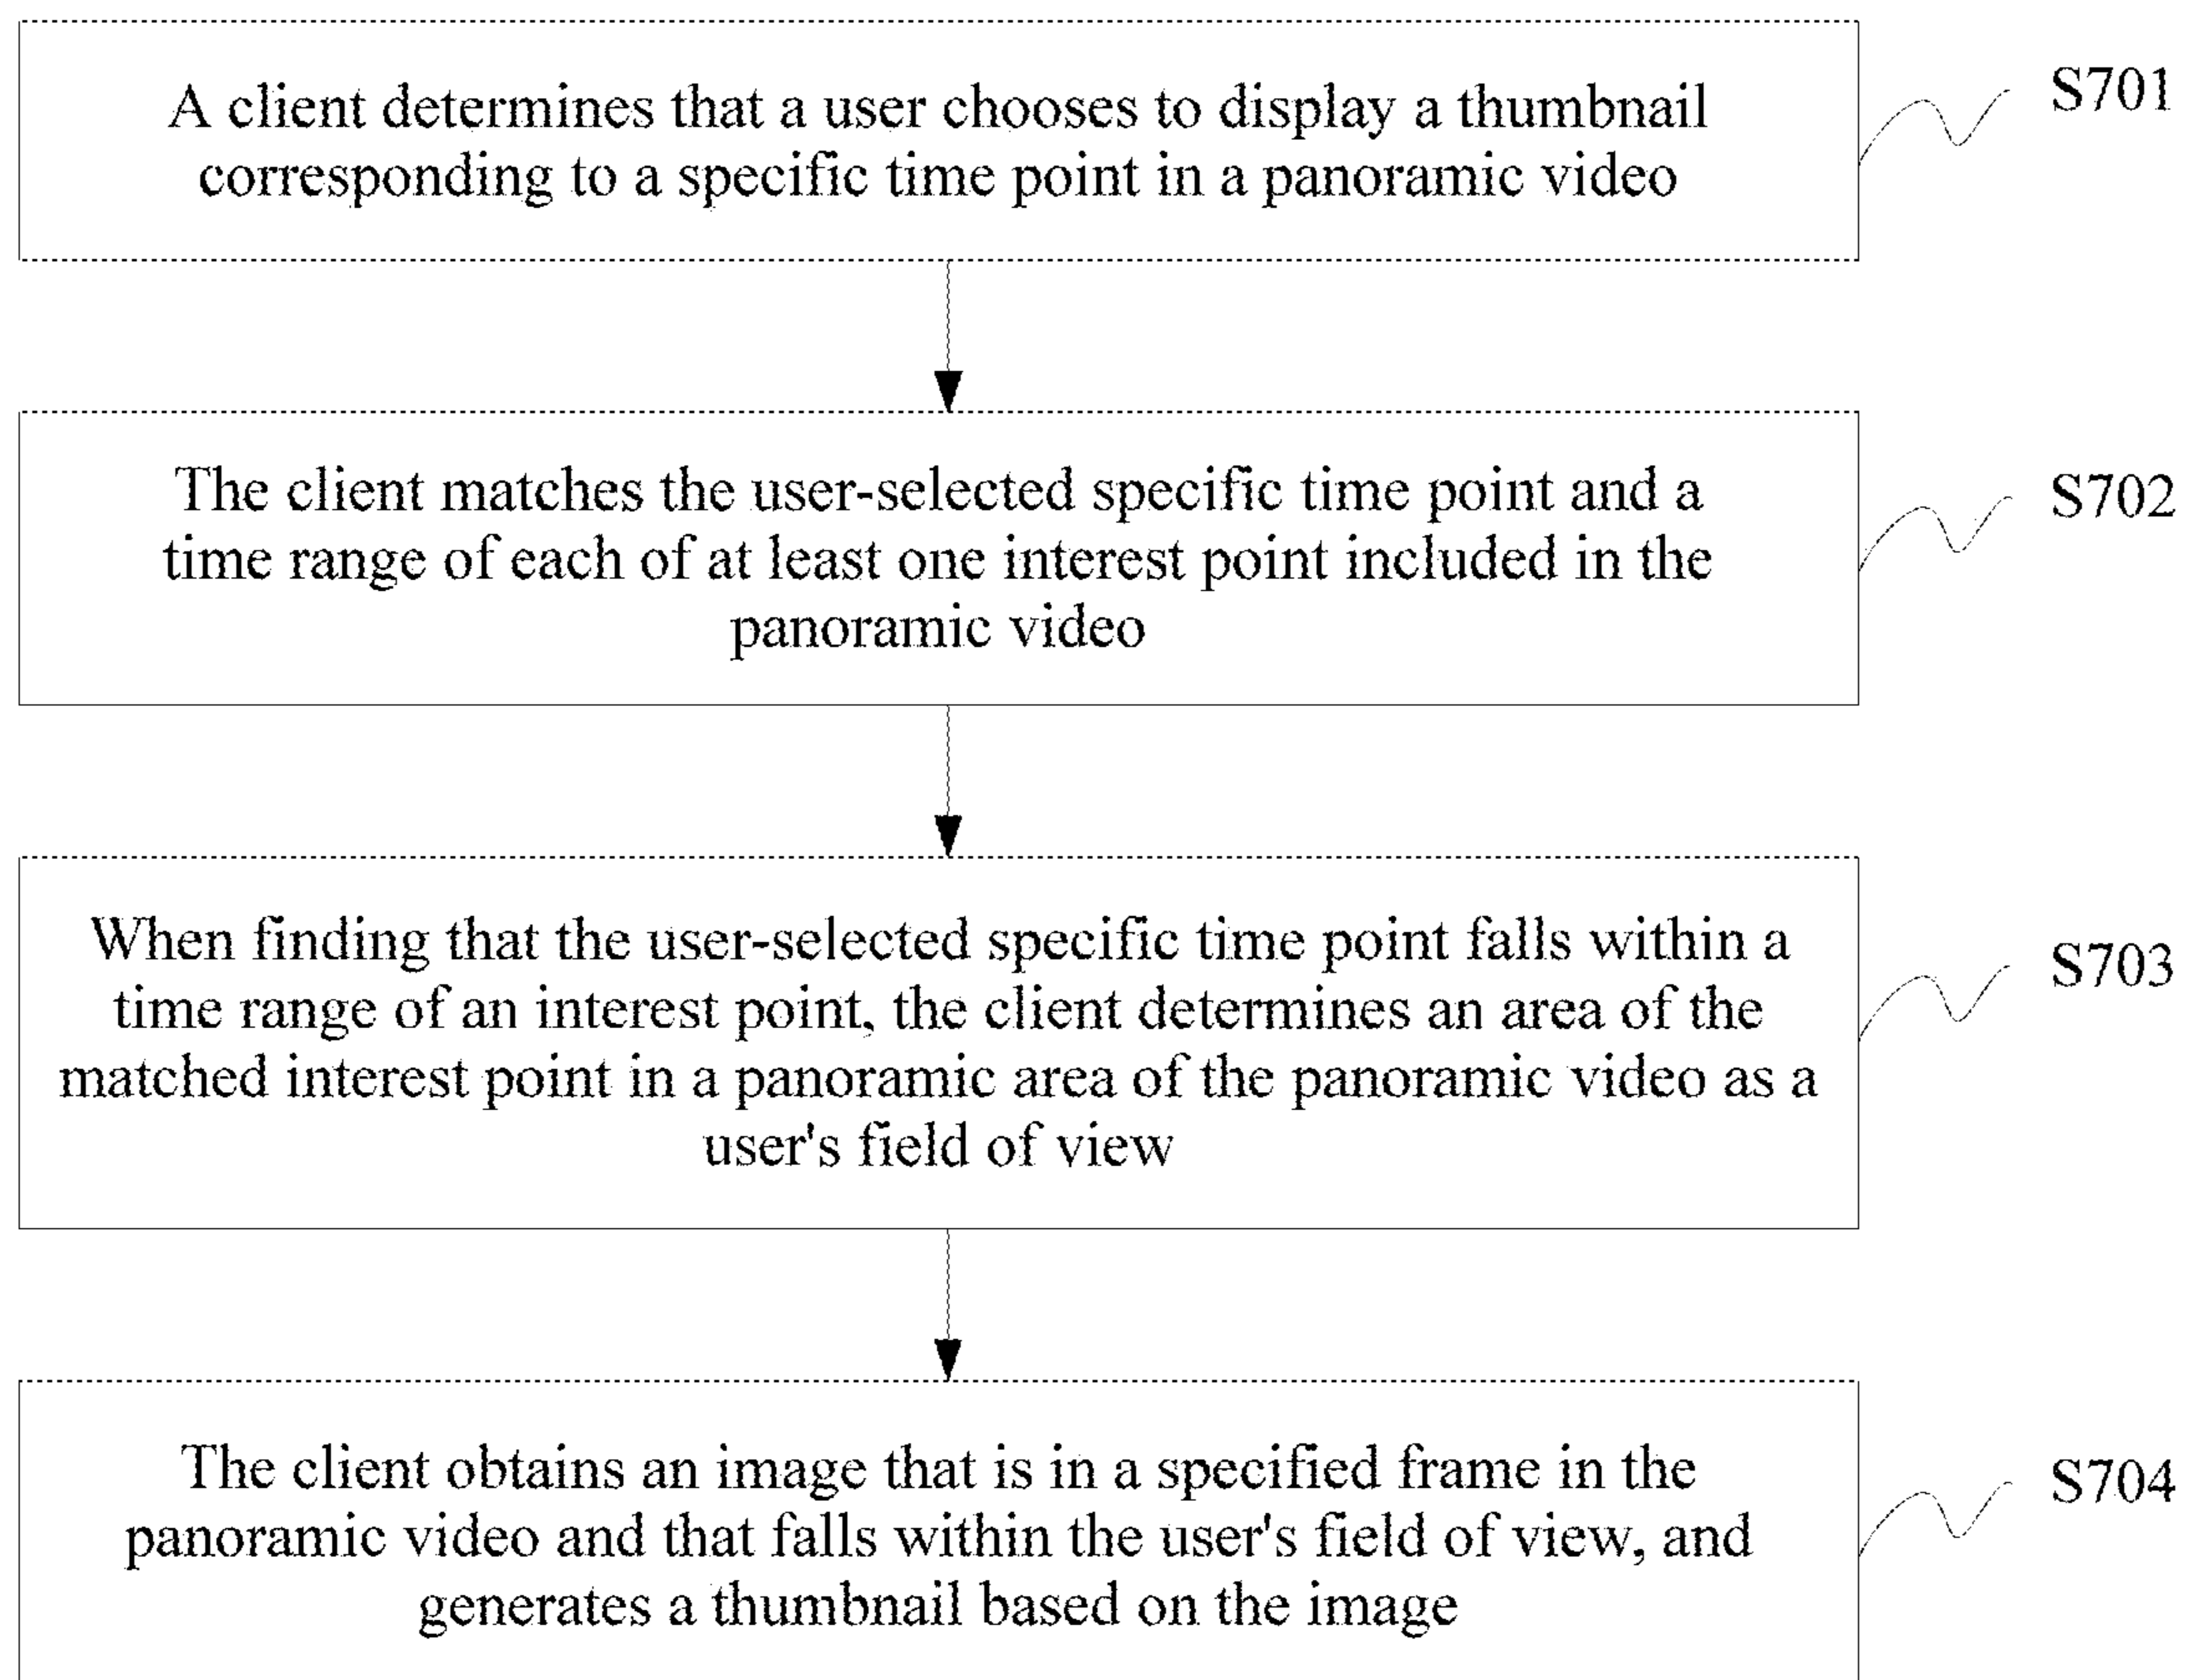 A client determines that a user chooses to display a thumbnail
corresponding to a specific time point in a panoramic video
S701
The client matches the user-selected specific time point and a
time range of each of at least one interest point included in the
panoramic video
S702
When finding that the user-selected specific time point falls within a
time range of an interest point, the client determines an area of the
matched interest point in a panoramic area of the panoramic video as a
user's field of view
S703
The client obtains an image that is in a specified frame in the
panoramic video and that falls within the user's field of view, and
generates a thumbnail based on the image
S704